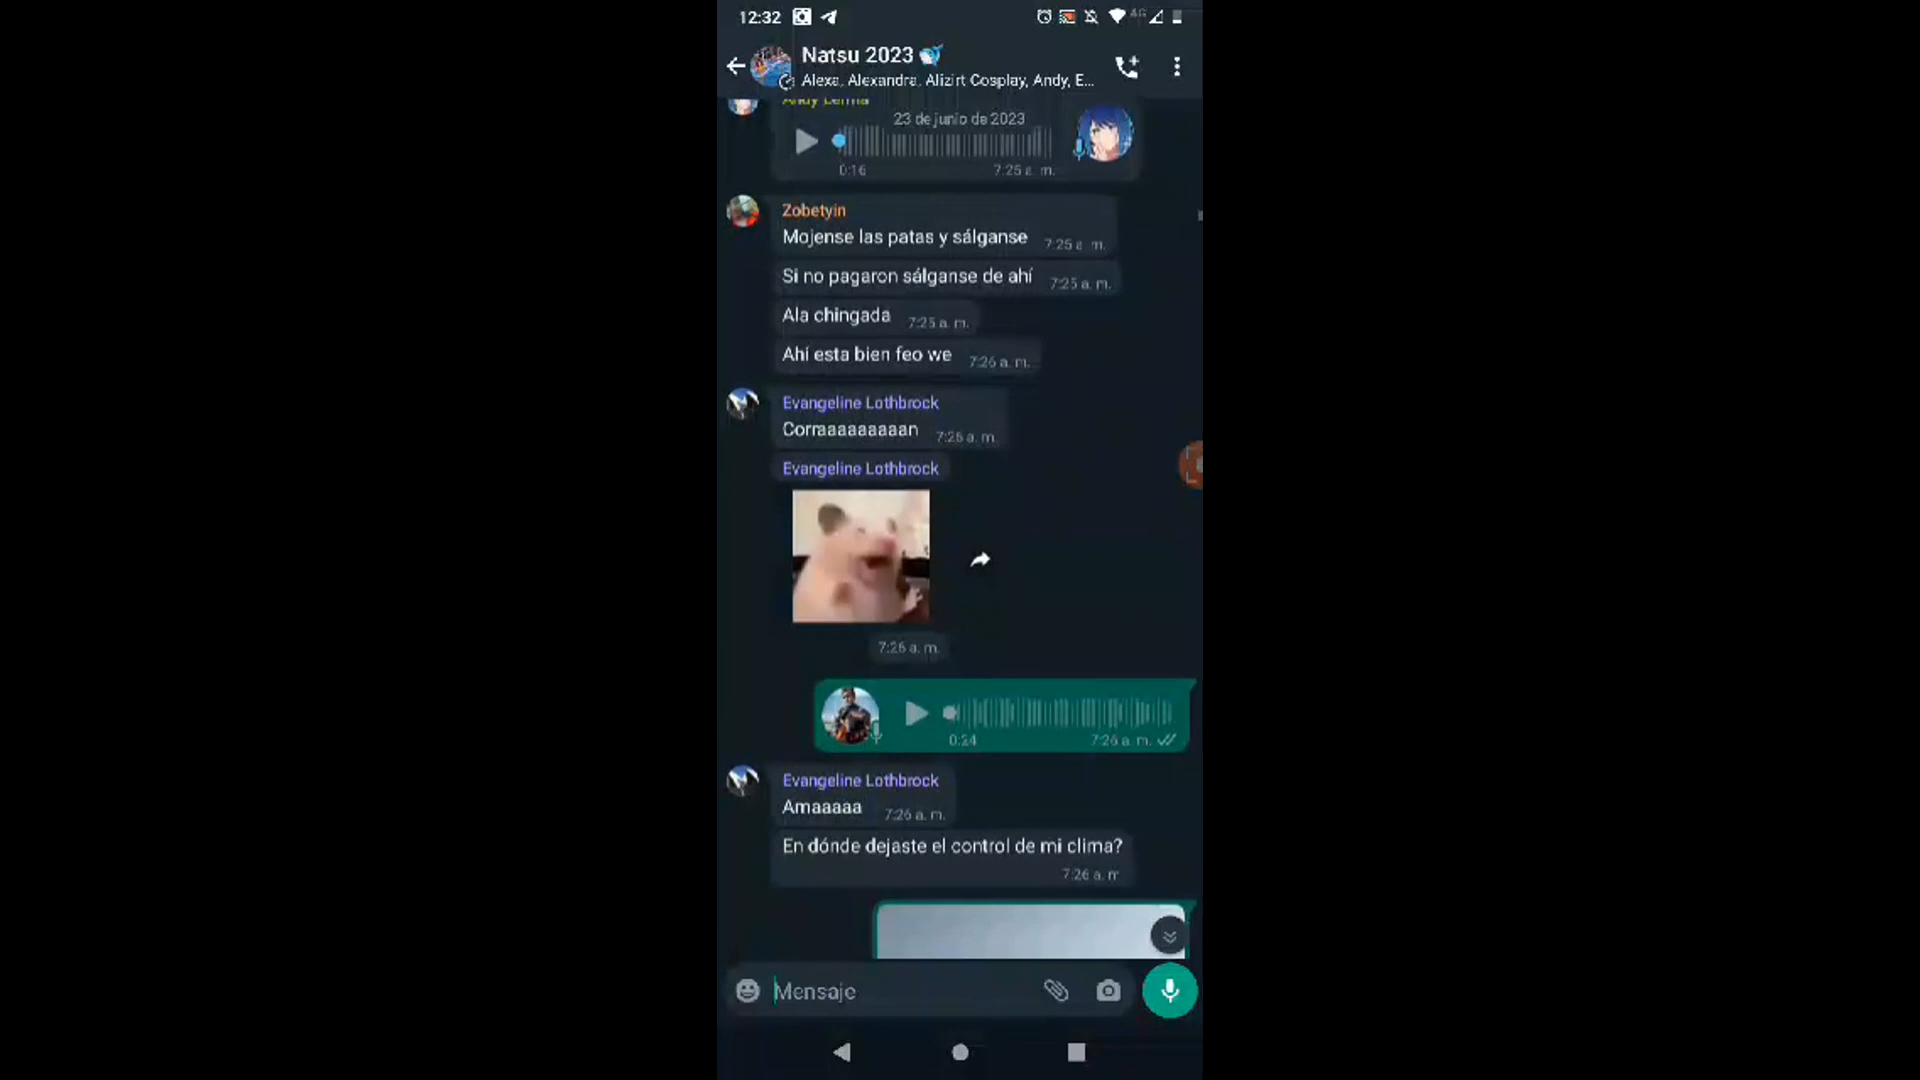 12:32
4G
Natsu 2023
Alexa, Alexandra, Alizirt Cosplay, Andy, E...
Andy Lerma
23 de junio de 2023
0:16
7:25 a. m.
Zobetyin
Mojense las patas y sálganse
7:25 a. m.
Si no pagaron sálganse de ahí
7:25 a. m.
Ala chingada
7:25 a. m.
Ahí esta bien feo we
7:26 a. m.
Evangeline Lothbrock
Corraaaaaaaaan
7:26 a. m.
Evangeline Lothbrock
7:26 a. m.
0:24
7:26 a. m.
Evangeline Lothbrock
Amaaaaa
7:26 a. m.
En dónde dejaste el control de mi clima?
7:26 a. m.
Mensaje